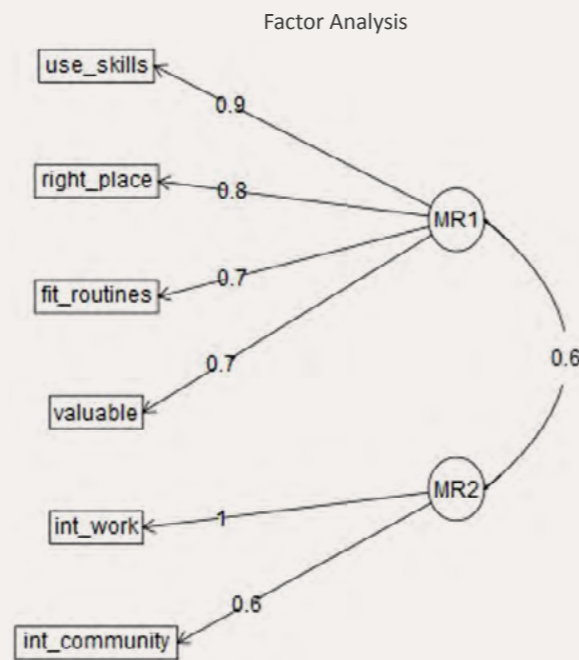 Factor Analysis
use_skills
0.9
right_place
0.8
MR1
fit_routines
0.7
0.6
0.7
valuable
MR2
int_work
1
0.6
int_community